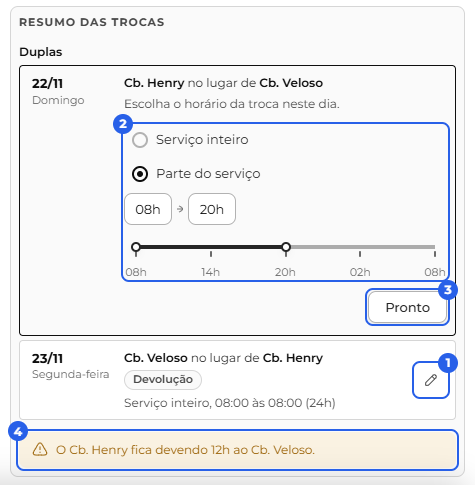 RESUMO DAS TROCAS
Duplas
22/11
Domingo
Cb. Henry no lugar de Cb. Veloso
Escolha o horário da troca neste dia.
2
Serviço inteiro
Parte do serviço
08h → 20h
08h 14h 20h 02h 08h
3
Pronto
23/11
Segunda-feira
Cb. Veloso no lugar de Cb. Henry
Devolução
Serviço inteiro, 08:00 às 08:00 (24h)
1
4
O Cb. Henry fica devendo 12h ao Cb. Veloso.